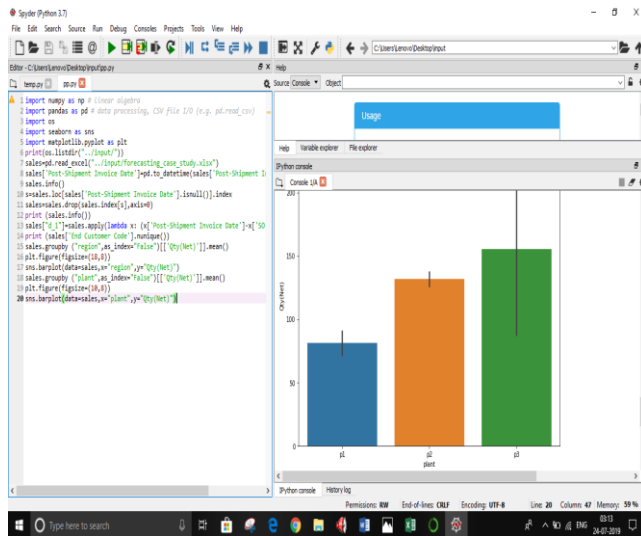 Spyder (Python 3.7)
File Edit Search Source Run Debug Consoles Projects Tools View Help
C:\Users\Lenovo\Desktop\input
Editor - C:\Users\Lenovo\Desktop\input\pp.py
temp.py pp.py
1 import numpy as np # linear algebra
2 import pandas as pd # data processing, CSV file I/O (e.g. pd.read_csv)
3 import os
4 import seaborn as sns
5 import matplotlib.pyplot as plt
6 print(os.listdir("../input/"))
7 sales=pd.read_excel("../input/forecasting_case_study.xlsx")
8 sales['Post-Shipment Invoice Date']=pd.to_datetime(sales['Post-Shipment I
9 sales.info()
10 s=sales.loc[sales['Post-Shipment Invoice Date'].isnull()].index
11 sales=sales.drop(sales.index[s],axis=0)
12 print (sales.info())
13 sales["d_1"]=sales.apply(lambda x: (x['Post-Shipment Invoice Date']-x['SO
14 print (sales['End Customer Code'].nunique())
15 sales.groupby ("region",as_index="False")[['Qty(Net)']].mean()
16 plt.figure(figsize=(10,8))
17 sns.barplot(data=sales,x="region",y="Qty(Net)")
18 sales.groupby ("plant",as_index="False")[['Qty(Net)']].mean()
19 plt.figure(figsize=(10,8))
20 sns.barplot(data=sales,x="plant",y="Qty(Net)")
Help
Source Console Object
Usage
Help Variable explorer File explorer
IPython console
Console 1/A
200
150
100
50
0
Qty(Net)
p1 p2 p3
plant
IPython console History log
Permissions: RW End-of-lines: CRLF Encoding: UTF-8 Line: 20 Column: 47 Memory: 59 %
Type here to search
ENG
03:13
24-07-2019